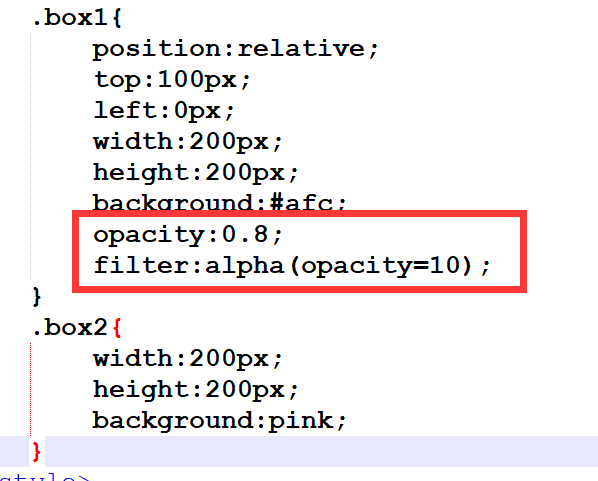 .box1{
position:relative;
top:100px;
left:0px;
width:200px;
height:200px;
background:#afc;
opacity:0.8;
filter:alpha(opacity=10);
}
.box2{
width:200px;
height:200px;
background:pink;
}
style>